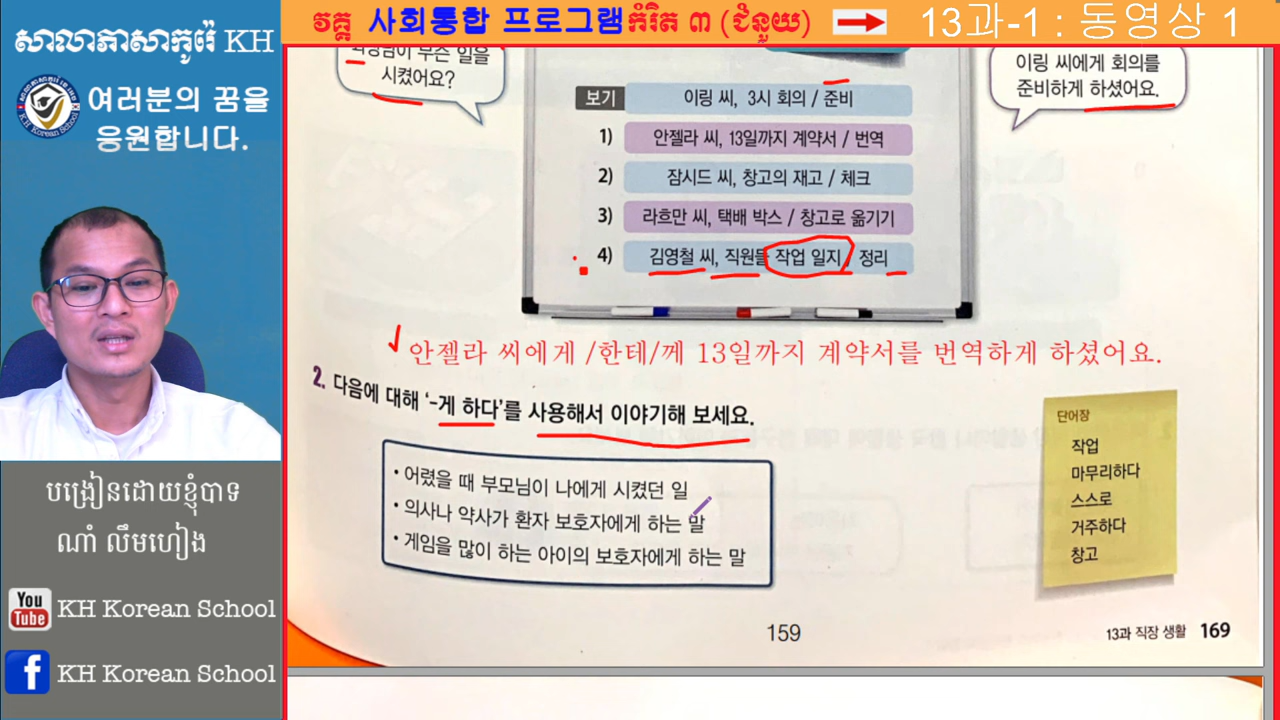 សាលាភាសាកូរ៉េ KH
여러분의 꿈을
응원합니다.
បង្រៀនដោយខ្ញុំបាទ
ណាំ លឹមហៀង
You Tube KH Korean School
KH Korean School
វគ្គ 사회통합 프로그램 កំរិត ៣ (ជំនួយ) 13과-1 : 동영상 1
무슨 일을
시켰어요?
이링 씨에게 회의를
준비하게 하셨어요.
보기 이링 씨, 3시 회의 / 준비
1) 안젤라 씨, 13일까지 계약서 / 번역
2) 잠시드 씨, 창고의 재고 / 체크
3) 라흐만 씨, 택배 박스 / 창고로 옮기기
4) 김영철 씨, 직원들 작업 일지 / 정리
안젤라 씨에게 /한테/께 13일까지 계약서를 번역하게 하셨어요.
2. 다음에 대해 ‘-게 하다’를 사용해서 이야기해 보세요.
• 어렸을 때 부모님이 나에게 시켰던 일
• 의사나 약사가 환자 보호자에게 하는 말
• 게임을 많이 하는 아이의 보호자에게 하는 말
단어장
작업
마무리하다
스스로
거주하다
창고
159
13과 직장 생활 169